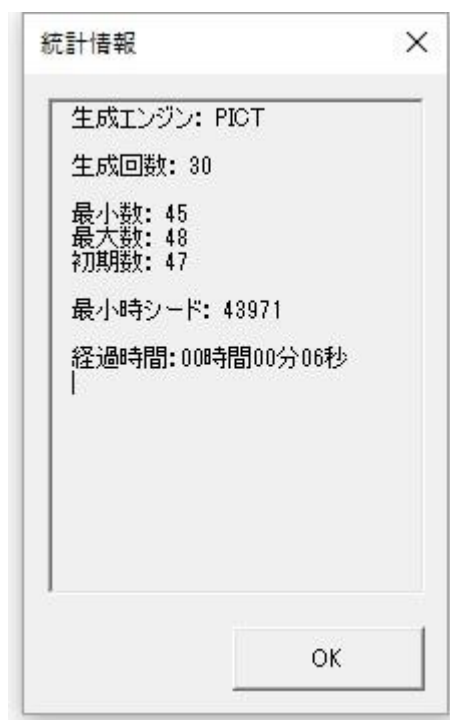 統計情報
生成エンジン: PICT
生成回数: 30
最小数: 45
最大数: 48
初期数: 47
最小時シード: 43971
経過時間:00時間00分06秒
OK